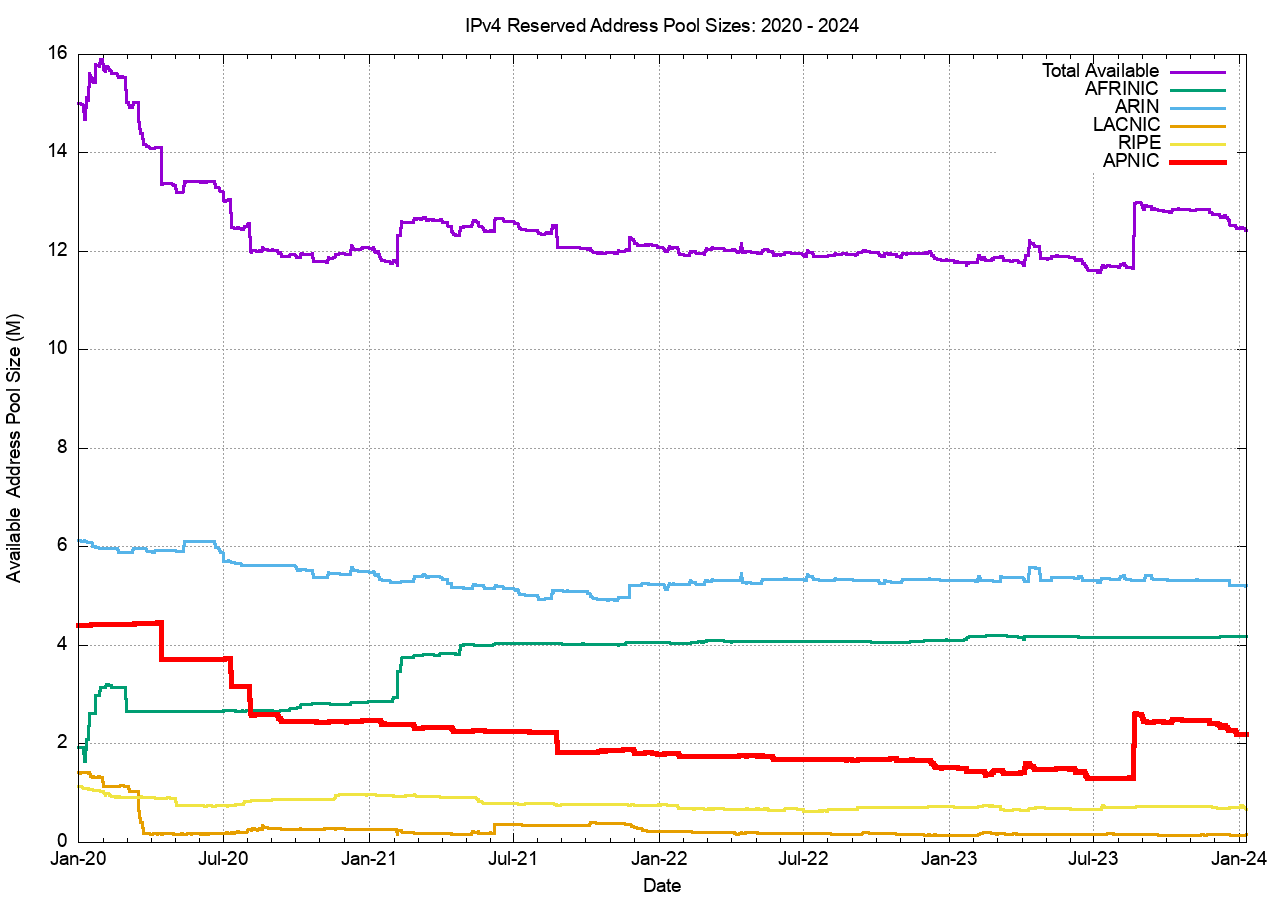 IPv4 Reserved Address Pool Sizes: 2020 - 2024
16
14
12
10
8
6
4
2
0
Available  Address Pool Size (M)
Total Available
AFRINIC
ARIN
LACNIC
RIPE
APNIC
Jan-20 Jul-20 Jan-21 Jul-21 Jan-22 Jul-22 Jan-23 Jul-23 Jan-24
Date